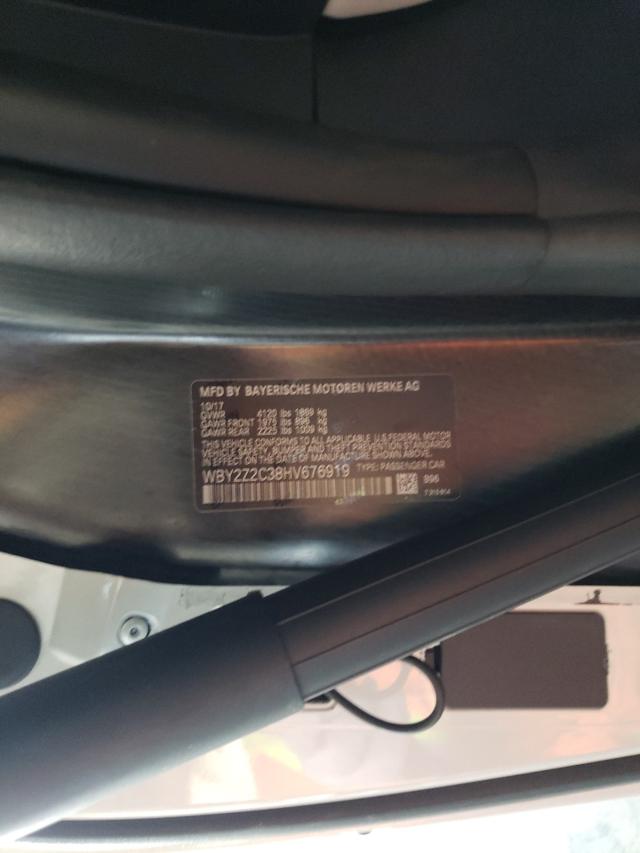 MFD BY BAYERISCHE MOTOREN WERKE AG
10/17
GVWR 4120 lbs 1869 kg
GAWR FRONT 1975 lbs 896 kg
GAWR REAR 2225 lbs 1009 kg
THIS VEHICLE CONFORMS TO ALL APPLICABLE U.S FEDERAL MOTOR
VEHICLE SAFETY, BUMPER, AND THEFT PREVENTION STANDARDS
IN EFFECT ON THE DATE OF MANUFACTURE SHOWN ABOVE.
WBY2Z2C38HV676919 TYPE: PASSENGER CAR
B96